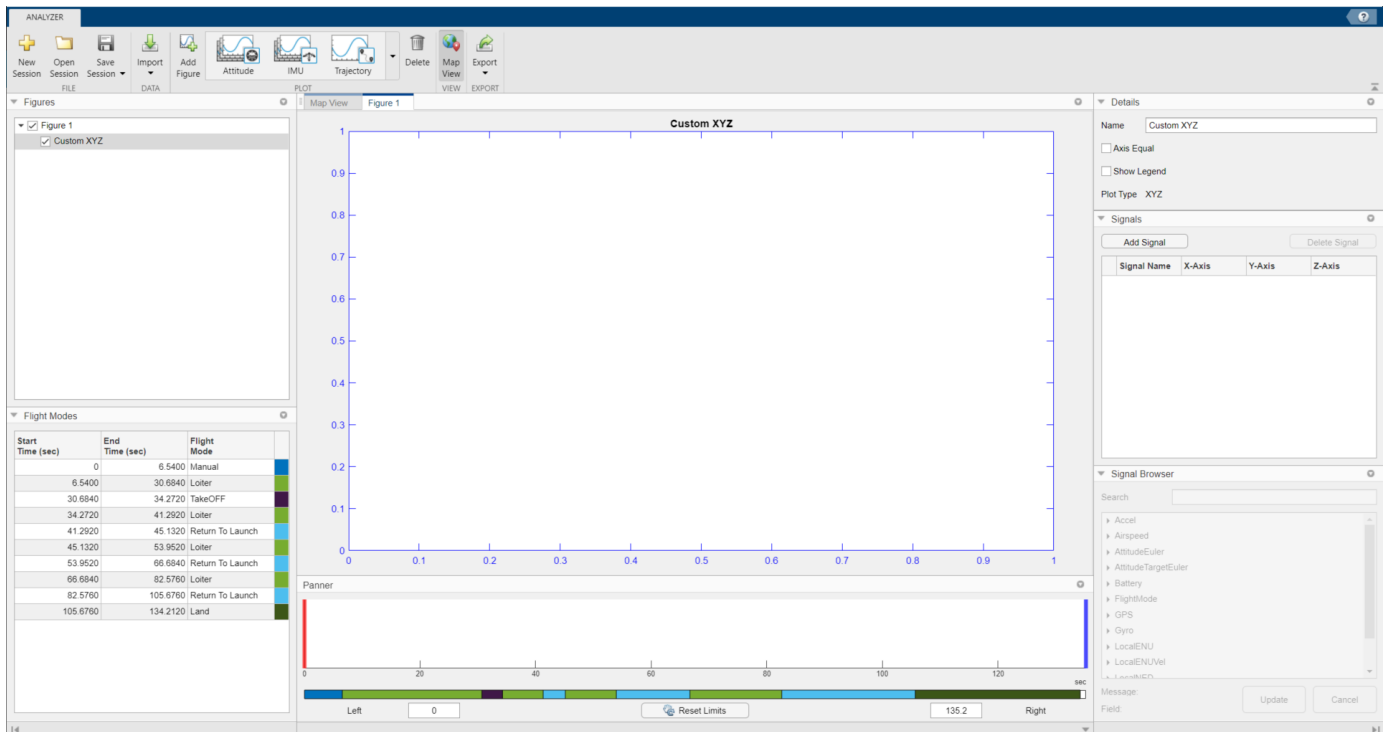 ANALYZER
?
New Session
Open Session
Save Session
Import
Add Figure
Attitude
IMU
Trajectory
Delete
Map View
Export
FILE
DATA
PLOT
VIEW
EXPORT
Figures
Figure 1
Custom XYZ
Flight Modes
Start Time (sec) End Time (sec) Flight Mode
0 6.5400 Manual
6.5400 30.6840 Loiter
30.6840 34.2720 TakeOFF
34.2720 41.2920 Loiter
41.2920 45.1320 Return To Launch
45.1320 53.9520 Loiter
53.9520 66.6840 Return To Launch
66.6840 82.5760 Loiter
82.5760 105.6760 Return To Launch
105.6760 134.2120 Land
Map View
Figure 1
Custom XYZ
1
0.9
0.8
0.7
0.6
0.5
0.4
0.3
0.2
0.1
0
0 0.1 0.2 0.3 0.4 0.5 0.6 0.7 0.8 0.9 1
Panner
0 20 40 60 80 100 120
sec
Left 0 Reset Limits 135.2 Right
Details
Name Custom XYZ
Axis Equal
Show Legend
Plot Type XYZ
Signals
Add Signal Delete Signal
Signal Name X-Axis Y-Axis Z-Axis
Signal Browser
Search
Accel
Airspeed
AttitudeEuler
AttitudeTargetEuler
Battery
FlightMode
GPS
Gyro
LocalENU
LocalENUVel
LocalNED
Message:
Field:
Update Cancel